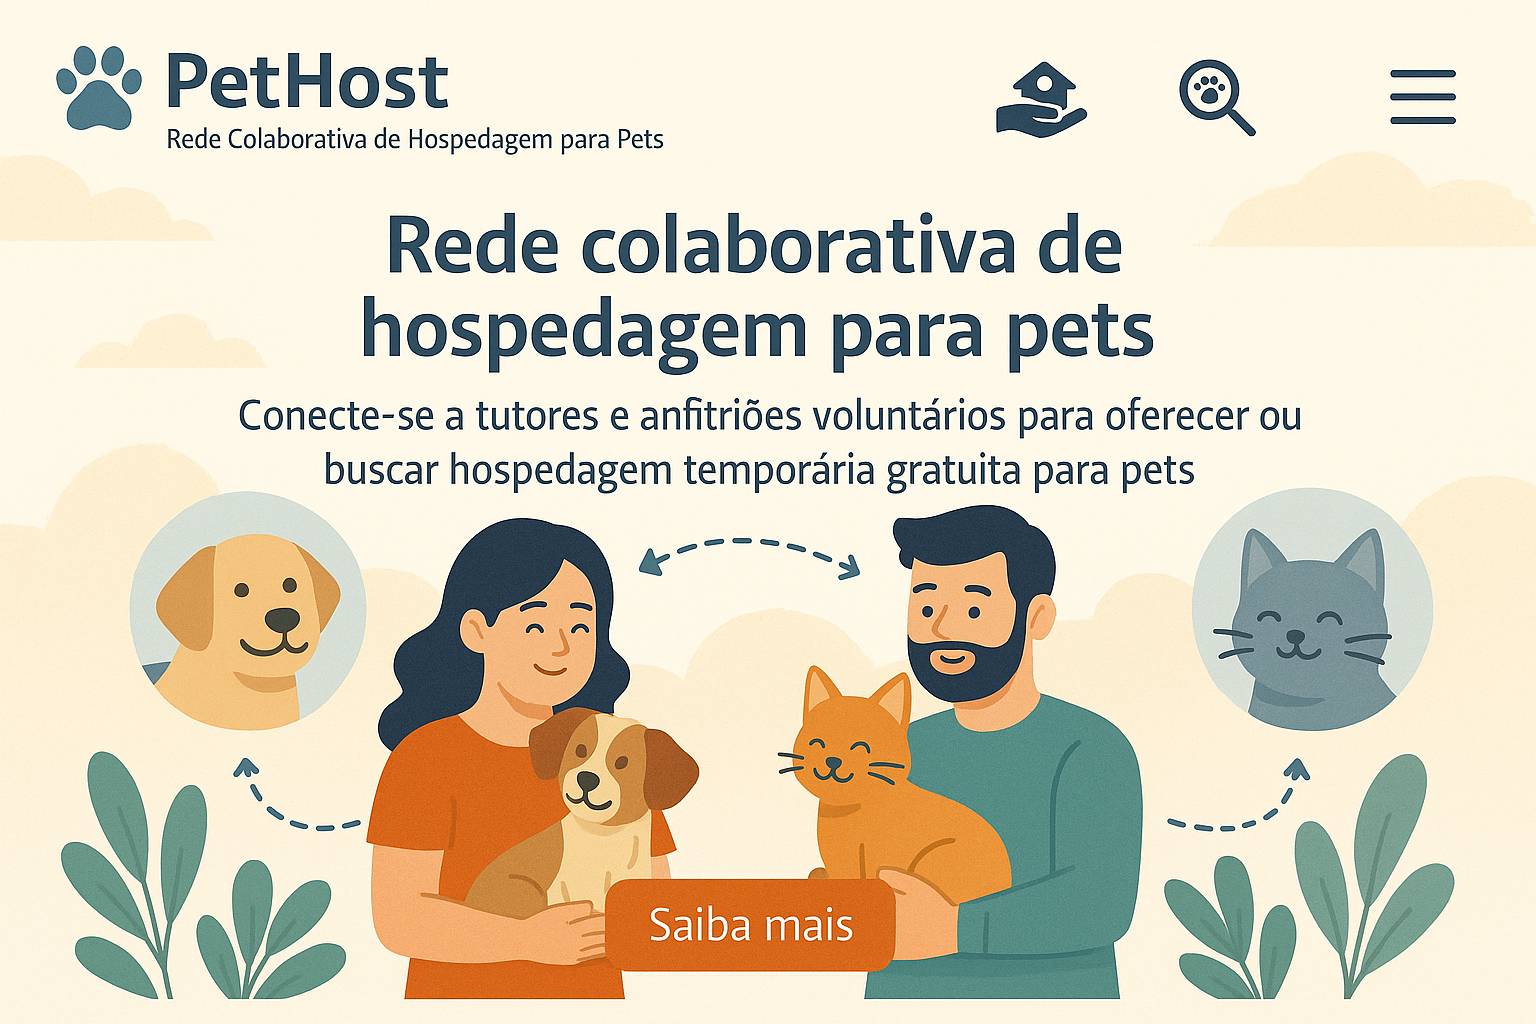 PetHost
Rede Colaborativa de Hospedagem para Pets
Rede colaborativa de
hospedagem para pets
Conecte-se a tutores e anfitriões voluntários para oferecer ou
buscar hospedagem temporária gratuita para pets
Saiba mais